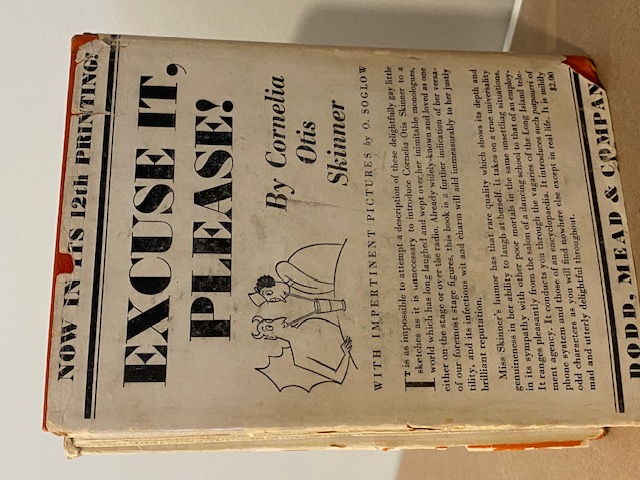 NOW IN ITS 12th PRINTING!
EXCUSE IT,
PLEASE!
By Cornelia
Otis
Skinner
WITH IMPERTINENT PICTURES by O. SOGLOW
IT is as impossible to attempt a description of these delightfully gay little
sketches as it is unnecessary to introduce Cornelia Otis Skinner to a
world which has long laughed and wept over her inimitable monologues,
either on the stage or over the radio. Already widely-known and loved as one
of our foremost stage figures, this book is a further indication of her versa-
tility, and its infectious wit and charm will add immeasurably to her justly
brilliant reputation.
Miss Skinner's humor has that rare quality which shows its depth and
genuineness in her ability to laugh at herself. It takes on a true universality
in its sympathy with other poor mortals in the same unsettling situations.
It ranges pleasantly from the salon of a dancing school to that of an employ-
ment agency. It conducts you through the vagaries of the Long Island tele-
phone system and those of an encyclopaedia. It introduces such potpourri of
odd characters as you will find nowhere else except in real life. It is mildly
mad and utterly delightful throughout. $2.00
DODD, MEAD & COMPAN